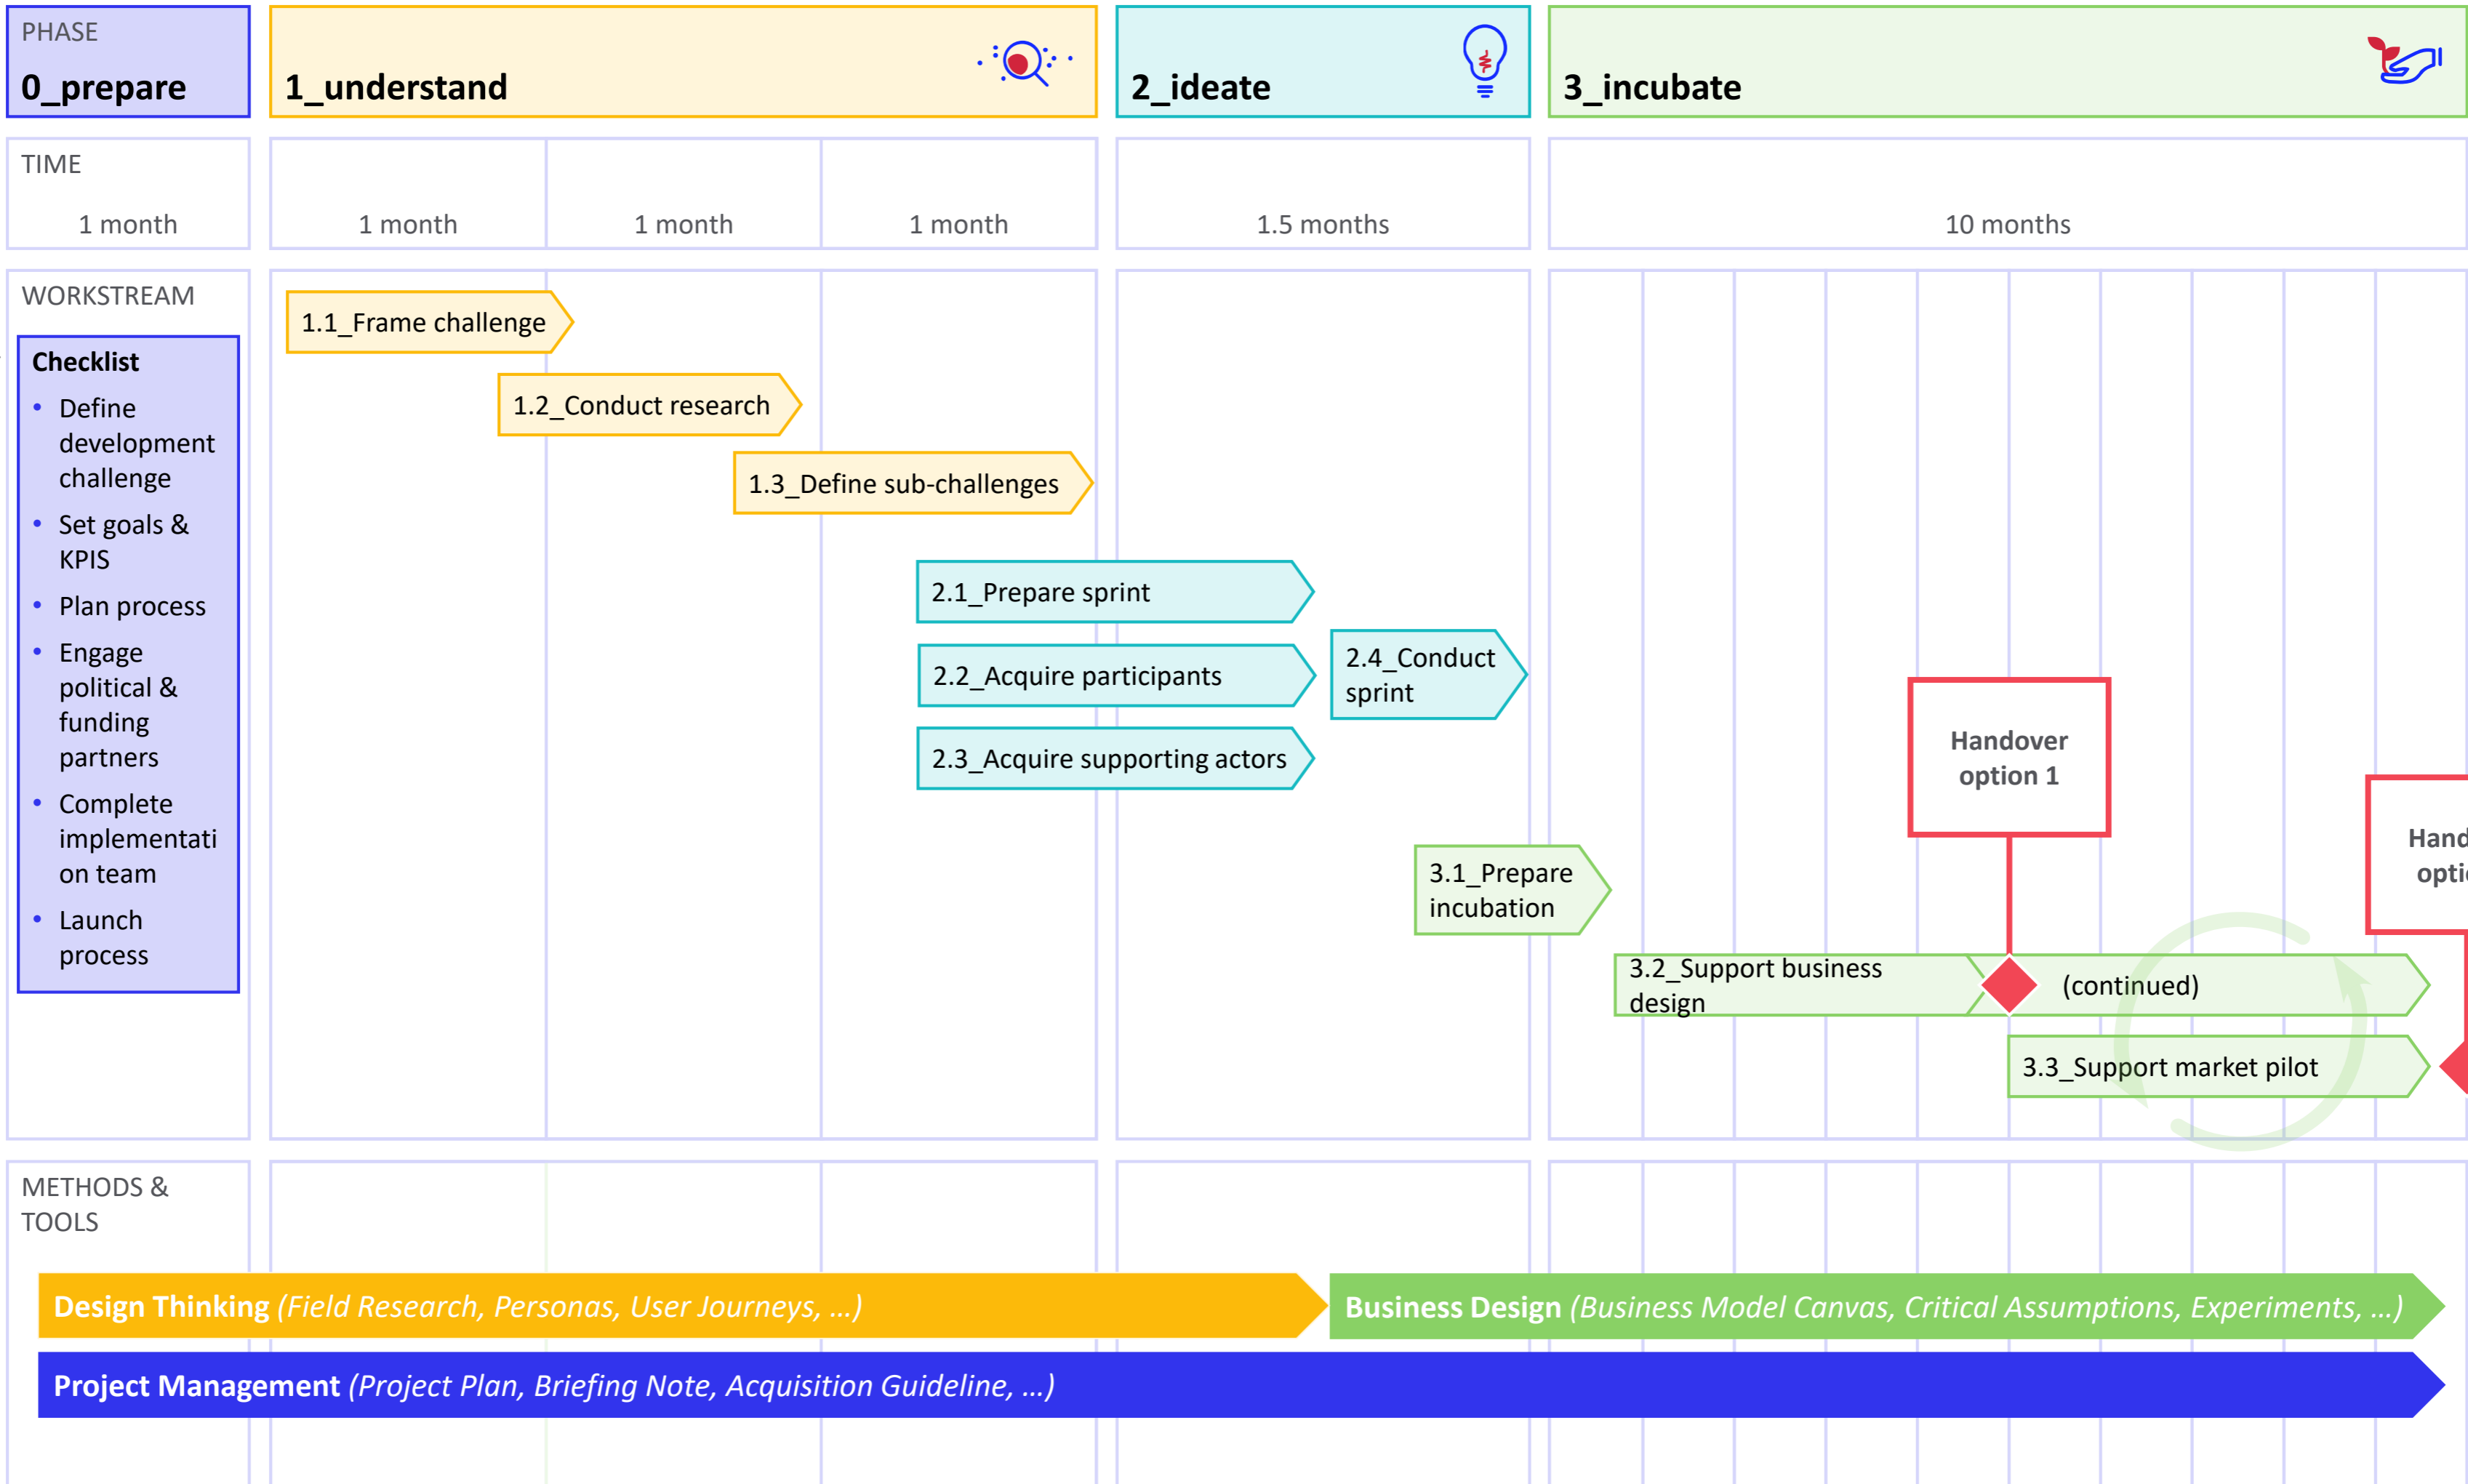 PHASE
0_prepare
1_understand
2_ideate
3_incubate
TIME
1 month
1 month
1 month
1 month
1.5 months
10 months
WORKSTREAM
Checklist
• Define
development
challenge
• Set goals &
KPIS
• Plan process
• Engage
political &
funding
partners
• Complete
implementati
on team
• Launch
process
1.1_Frame challenge
1.2_Conduct research
1.3_Define sub-challenges
2.1_Prepare sprint
2.2_Acquire participants
2.3_Acquire supporting actors
2.4_Conduct
sprint
3.1_Prepare
incubation
Handover
option 1
3.2_Support business
design
(continued)
3.3_Support market pilot
METHODS &
TOOLS
Design Thinking (Field Research, Personas, User Journeys, ...)
Business Design (Business Model Canvas, Critical Assumptions, Experiments, ...)
Project Management (Project Plan, Briefing Note, Acquisition Guideline, ...)